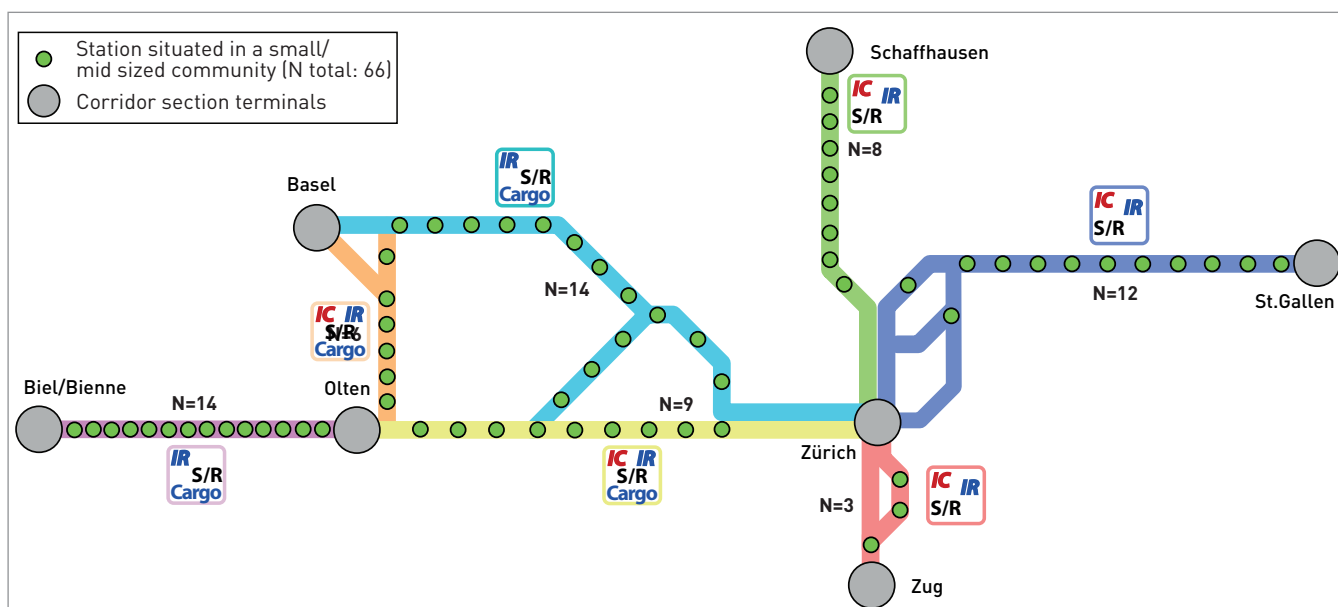 Station situated in a small/
mid sized community (N total: 66)
Corridor section terminals
Schaffhausen
IC IR
S/R
N=8
IR
S/R
Cargo
Basel
IC
IR
S/R
N=14
N=12
St.Gallen
IC IR
S/R
N=6
Cargo
Biel/Bienne
Olten
N=14
N=9
IR
S/R
Cargo
IC IR
S/R
Cargo
Zürich
N=3
IC
IR
S/R
Zug